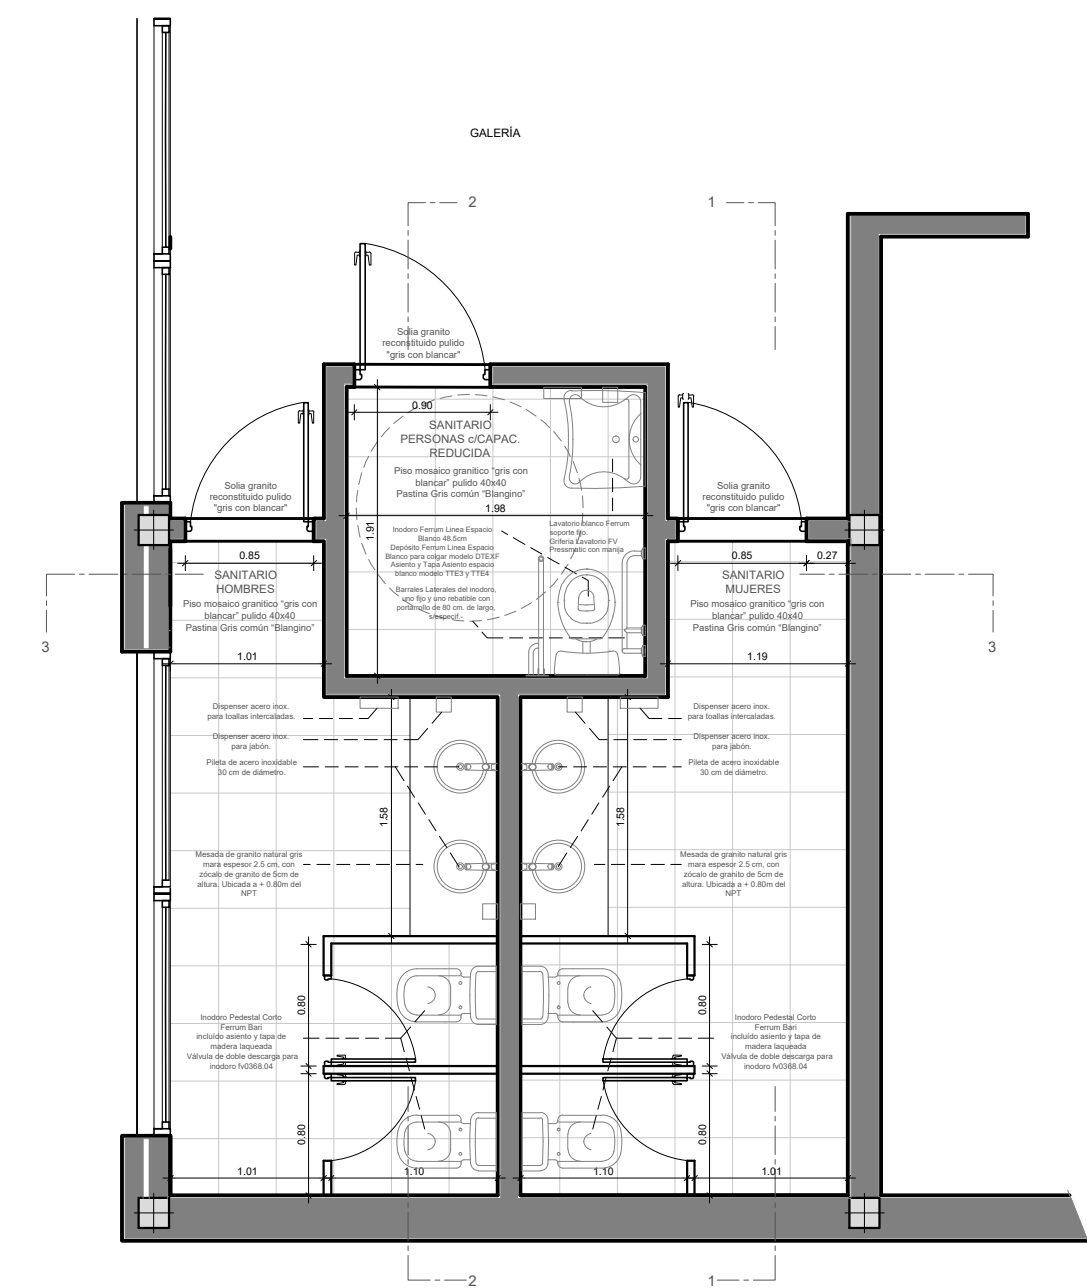 GALERÍA
2
1
Solia granito
reconstituido pulido
"gris con blancar"
0.90
SANITARIO
PERSONAS c/CAPAC.
REDUCIDA
Piso mosaico granitico "gris con
blancar" pulido 40x40
Pastina Gris común "Blangino"
1.98
1.91
Inodoro Ferrum Linea Espacio
Blanco 48.5cm
Depósito Ferrum Linea Espacio
Blanco para colgar modelo DTEXF
Asiento y Tapa Asiento espacio
blanco modelo TTE3 y TTE4
Barrales Laterales del inodoro,
uno fijo y uno rebatible con
portarrollo de 80 cm. de largo,
s/especif.-
Lavatorio blanco Ferrum
soporte fijo.
Griferia Lavatorio FV
Pressmatic con manija
Solia granito
reconstituido pulido
"gris con blancar"
0.85
SANITARIO
HOMBRES
Piso mosaico granitico "gris con
blancar" pulido 40x40
Pastina Gris común "Blangino"
1.01
3
Solia granito
reconstituido pulido
"gris con blancar"
0.85
0.27
SANITARIO
MUJERES
Piso mosaico granitico "gris con
blancar" pulido 40x40
Pastina Gris común "Blangino"
1.19
3
Dispenser acero inox.
para toallas intercaladas.
Dispenser acero inox.
para jabón.
Pileta de acero inoxidable
30 cm de diámetro.
1.58
Mesada de granito natural gris
mara espesor 2.5 cm, con
zócalo de granito de 5cm de
altura. Ubicada a + 0.80m del
NPT
Dispenser acero inox.
para toallas intercaladas.
Dispenser acero inox.
para jabón.
Pileta de acero inoxidable
30 cm de diámetro.
1.58
Mesada de granito natural gris
mara espesor 2.5 cm, con
zócalo de granito de 5cm de
altura. Ubicada a + 0.80m del
NPT
Inodoro Pedestal Corto
Ferrum Bari
incluído asiento y tapa de
madera laqueada
Válvula de doble descarga para
inodoro fv0368.04
0.80
0.80
Inodoro Pedestal Corto
Ferrum Bari
incluído asiento y tapa de
madera laqueada
Válvula de doble descarga para
inodoro fv0368.04
0.80
0.80
1.01
1.10
1.10
1.01
2
1